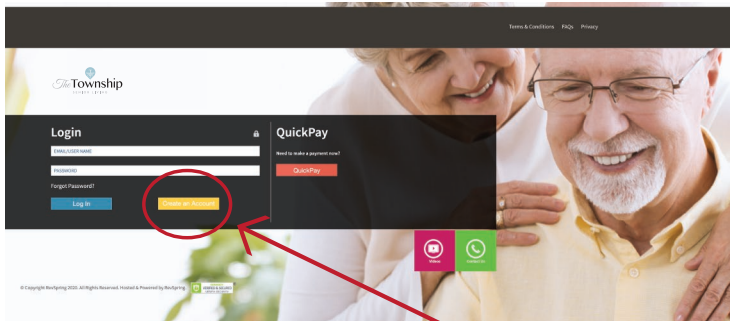 Terms & Conditions FAQs Privacy
The Township
SENIOR LIVING
Login
EMAIL/USER NAME
PASSWORD
Forgot Password?
Log In
Create an Account
QuickPay
Need to make a payment now?
QuickPay
Videos
Contact Us
© Copyright RevSpring 2020. All Rights Reserved. Hosted & Powered by RevSpring.